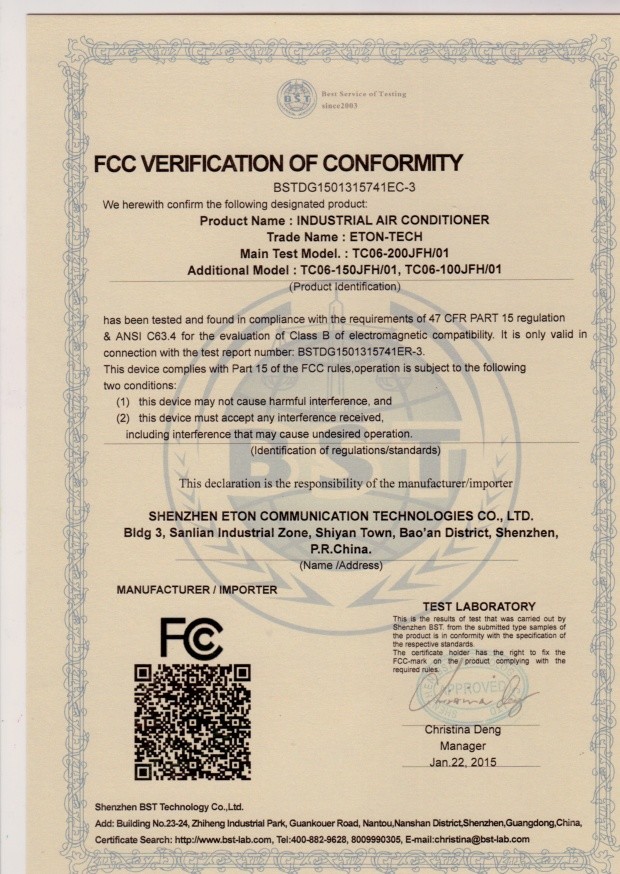 BST
Best Service of Testing
since2003
FCC VERIFICATION OF CONFORMITY
BSTDG1501315741EC-3
We herewith confirm the following designated product:
Product Name : INDUSTRIAL AIR CONDITIONER
Trade Name : ETON-TECH
Main Test Model. : TC06-200JFH/01
Additional Model : TC06-150JFH/01, TC06-100JFH/01
(Product Identification)
has been tested and found in compliance with the requirements of 47 CFR PART 15 regulation
& ANSI C63.4 for the evaluation of Class B of electromagnetic compatibility. It is only valid in
connection with the test report number: BSTDG1501315741ER-3.
This device complies with Part 15 of the FCC rules,operation is subject to the following
two conditions:
(1) this device may not cause harmful interference, and
(2) this device must accept any interference received,
including interference that may cause undesired operation.
(Identification of regulations/standards)
BST
This declaration is the responsibility of the manufacturer/importer
SHENZHEN ETON COMMUNICATION TECHNOLOGIES CO., LTD.
Bldg 3, Sanlian Industrial Zone, Shiyan Town, Bao'an District, Shenzhen,
P.R.China.
(Name /Address)
MANUFACTURER / IMPORTER
FCC
TEST LABORATORY
This is the results of test that was carried out by
Shenzhen BST. from the submitted type samples of
the product is in conformity with the specification of
the respective standards.
The certificate holder has the right to fix the
FCC-mark on the product complying with the
required rules.
APPROVED
Christina Deng
Christina Deng
Manager
Jan.22, 2015
Shenzhen BST Technology Co.,Ltd.
Add: Building No.23-24, Zhiheng Industrial Park, Guankouer Road, Nantou,Nanshan District,Shenzhen,Guangdong,China,
Certificate Search: http://www.bst-lab.com, Tel:400-882-9628, 8009990305, E-mail:christina@bst-lab.com